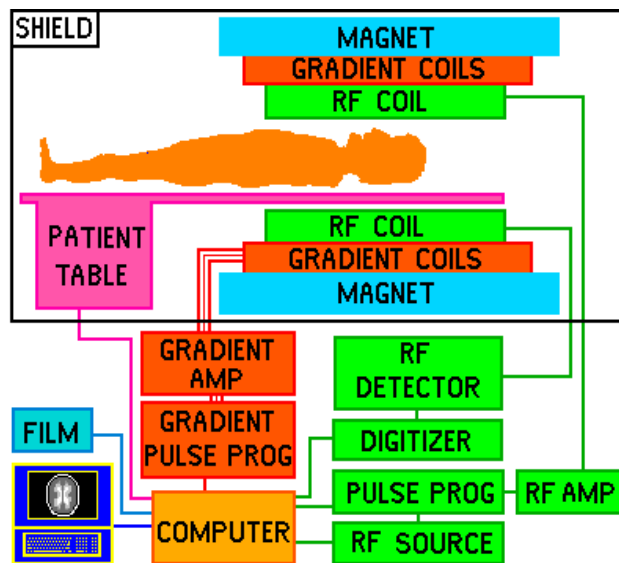 SHIELD
MAGNET
GRADIENT COILS
RF COIL
RF COIL
GRADIENT COILS
MAGNET
PATIENT
TABLE
GRADIENT
AMP
RF
DETECTOR
FILM
GRADIENT
PULSE PROG
DIGITIZER
COMPUTER
PULSE PROG
RF AMP
RF SOURCE